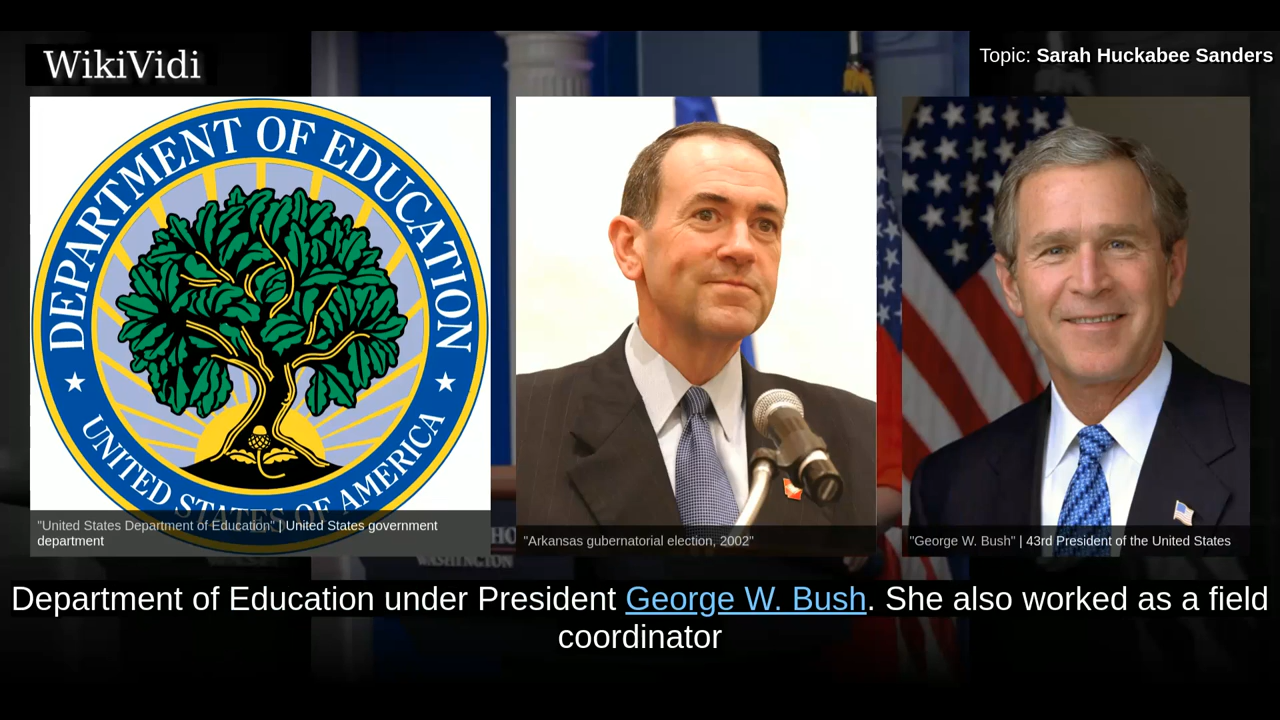 WikiVidi
Topic: Sarah Huckabee Sanders
DEPARTMENT OF EDUCATION
UNITED STATES OF AMERICA
"United States Department of Education" | United States government
department
"Arkansas gubernatorial election, 2002"
"George W. Bush" | 43rd President of the United States
WASHINGTON
Department of Education under President George W. Bush. She also worked as a field
coordinator